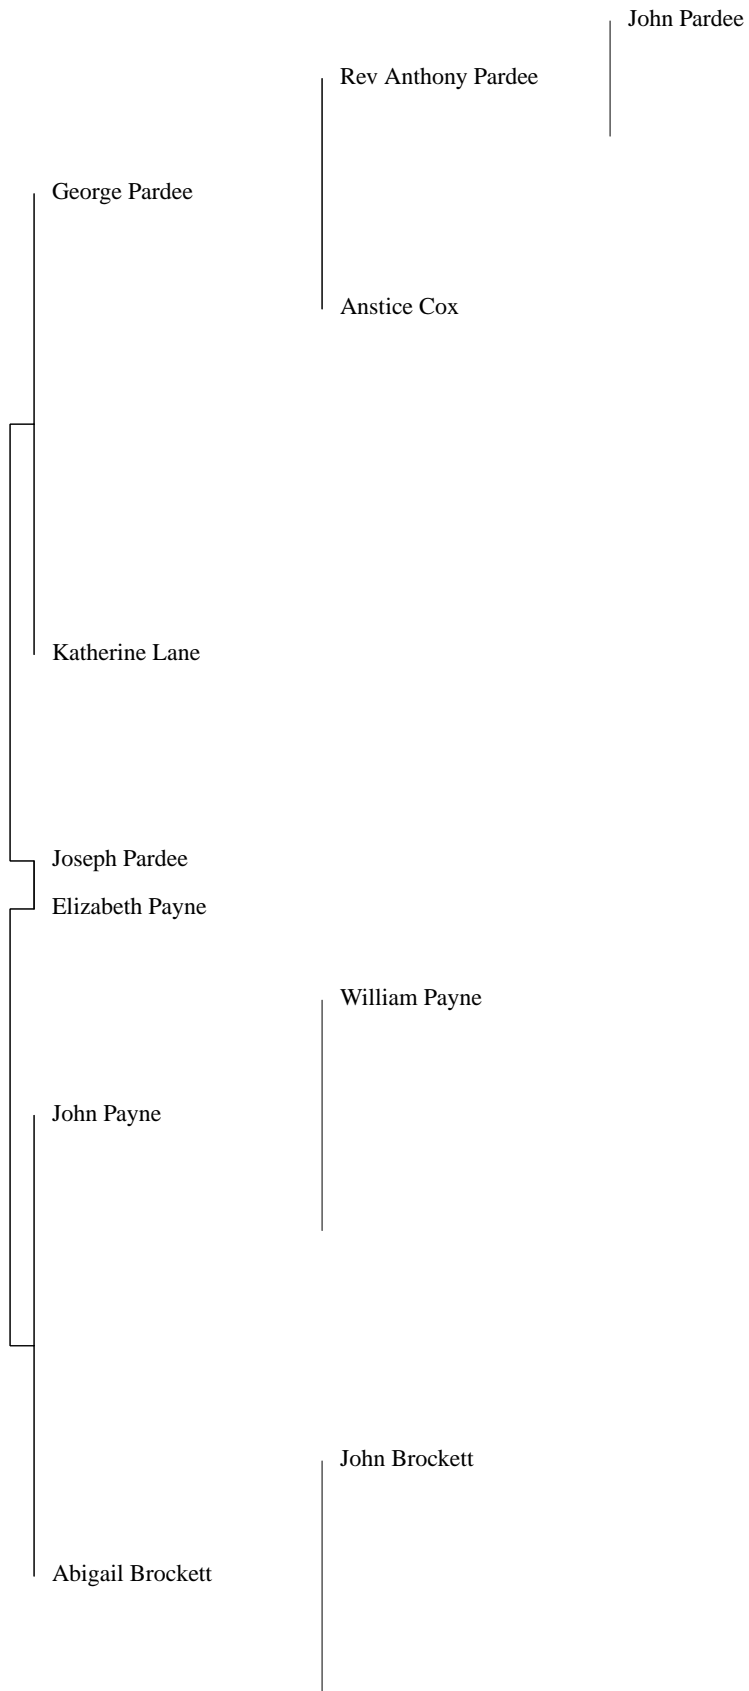 John Pardee
Rev Anthony Pardee
George Pardee
Anstice Cox
Katherine Lane
Joseph Pardee
Elizabeth Payne
William Payne
John Payne
John Brockett
Abigail Brockett